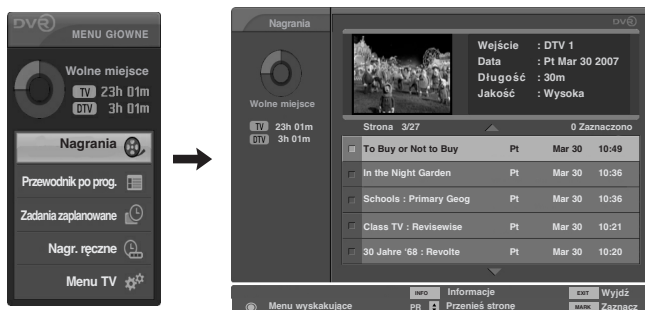 DVR
MENU GŁOWNE
Wolne miejsce
TV 23h 01m
DTV 3h 01m
Nagrania
Przewodnik po prog.
Zadania zaplanowane
Nagr. ręczne
Menu TV
Nagrania
DVR
Wolne miejsce
TV 23h 01m
DTV 3h 01m
Wejście : DTV 1
Data : Pt Mar 30 2007
Długość : 30m
Jakość : Wysoka
Strona 3/27 0 Zaznaczono
To Buy or Not to Buy Pt Mar 30 10:49
In the Night Garden Pt Mar 30 10:36
Schools : Primary Geog Pt Mar 30 10:36
Class TV : Revisewise Pt Mar 30 10:21
30 Jahre '68 : Revolte Pt Mar 30 10:20
INFO Informacje EXIT Wyjdź
Menu wyskakujące PR Przenieś stronę MARK Zaznacz